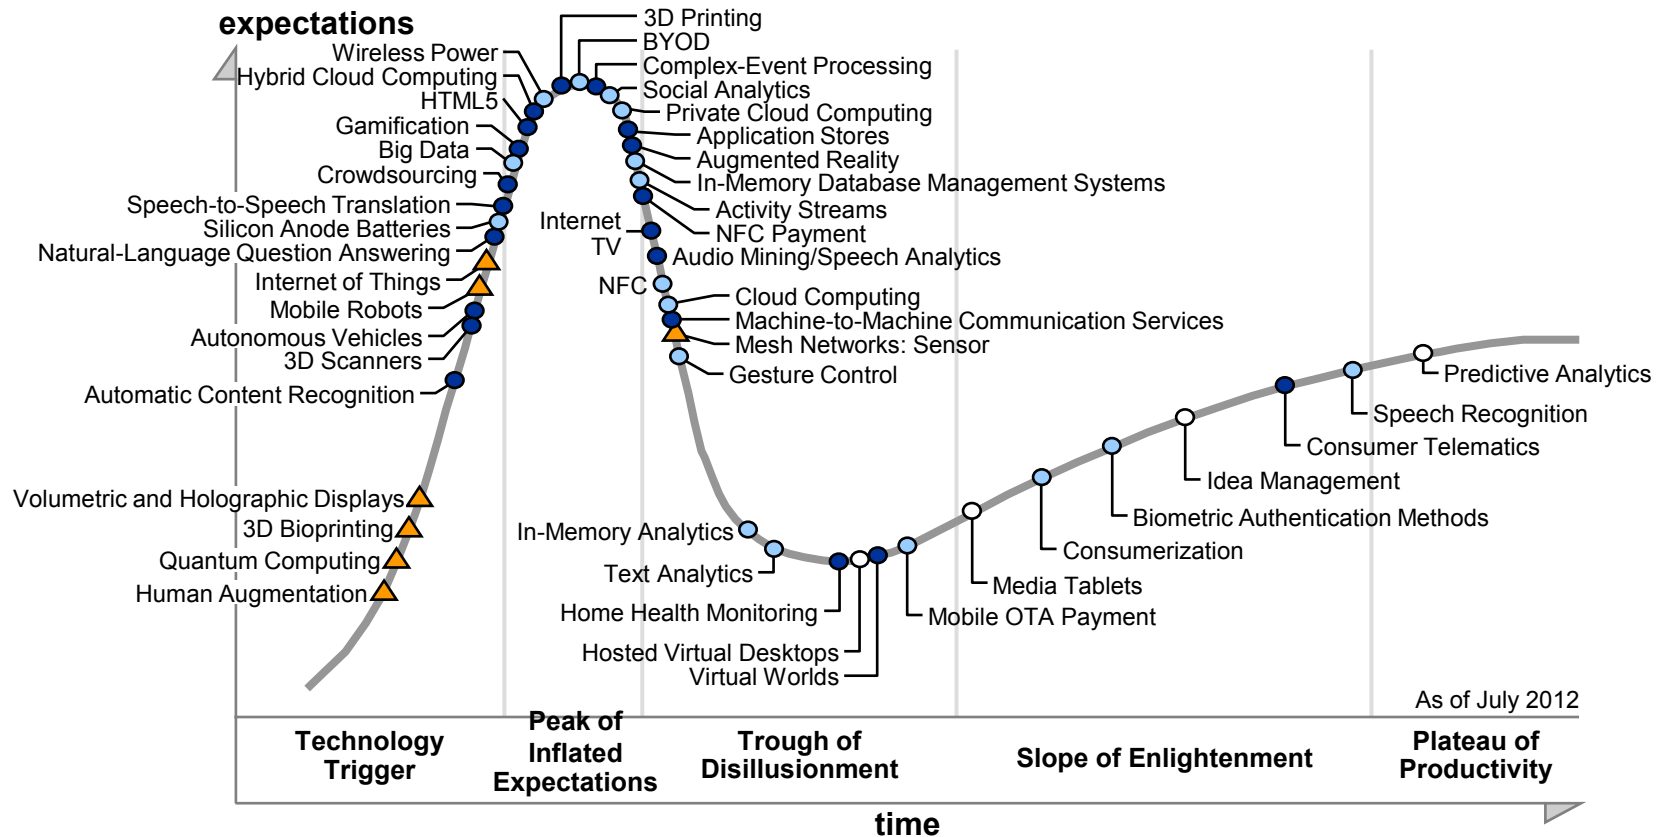 expectations
Wireless Power
Hybrid Cloud Computing
HTML5
Gamification
Big Data
Crowdsourcing
Speech-to-Speech Translation
Silicon Anode Batteries
Natural-Language Question Answering
Internet of Things
Mobile Robots
Autonomous Vehicles
3D Scanners
Automatic Content Recognition
Volumetric and Holographic Displays
3D Bioprinting
Quantum Computing
Human Augmentation
3D Printing
BYOD
Complex-Event Processing
Social Analytics
Private Cloud Computing
Application Stores
Augmented Reality
In-Memory Database Management Systems
Activity Streams
NFC Payment
Internet
TV
Audio Mining/Speech Analytics
NFC
Cloud Computing
Machine-to-Machine Communication Services
Mesh Networks: Sensor
Gesture Control
In-Memory Analytics
Text Analytics
Home Health Monitoring
Hosted Virtual Desktops
Virtual Worlds
Mobile OTA Payment
Media Tablets
Consumerization
Biometric Authentication Methods
Idea Management
Consumer Telematics
Speech Recognition
Predictive Analytics
As of July 2012
Technology
Trigger
Peak of
Inflated
Expectations
Trough of
Disillusionment
Slope of Enlightenment
Plateau of
Productivity
time